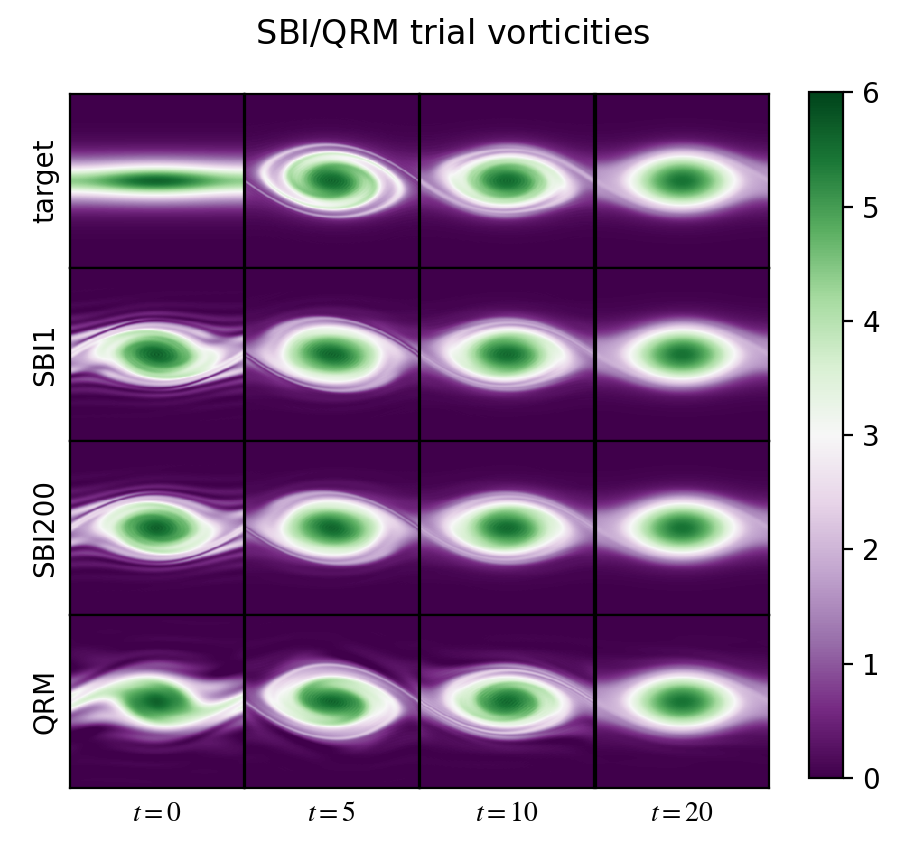 SBI/QRM trial vorticities
target
SBI1
SBI200
QRM
t = 0
t = 5
t = 10
t = 20
6
5
4
3
2
1
0